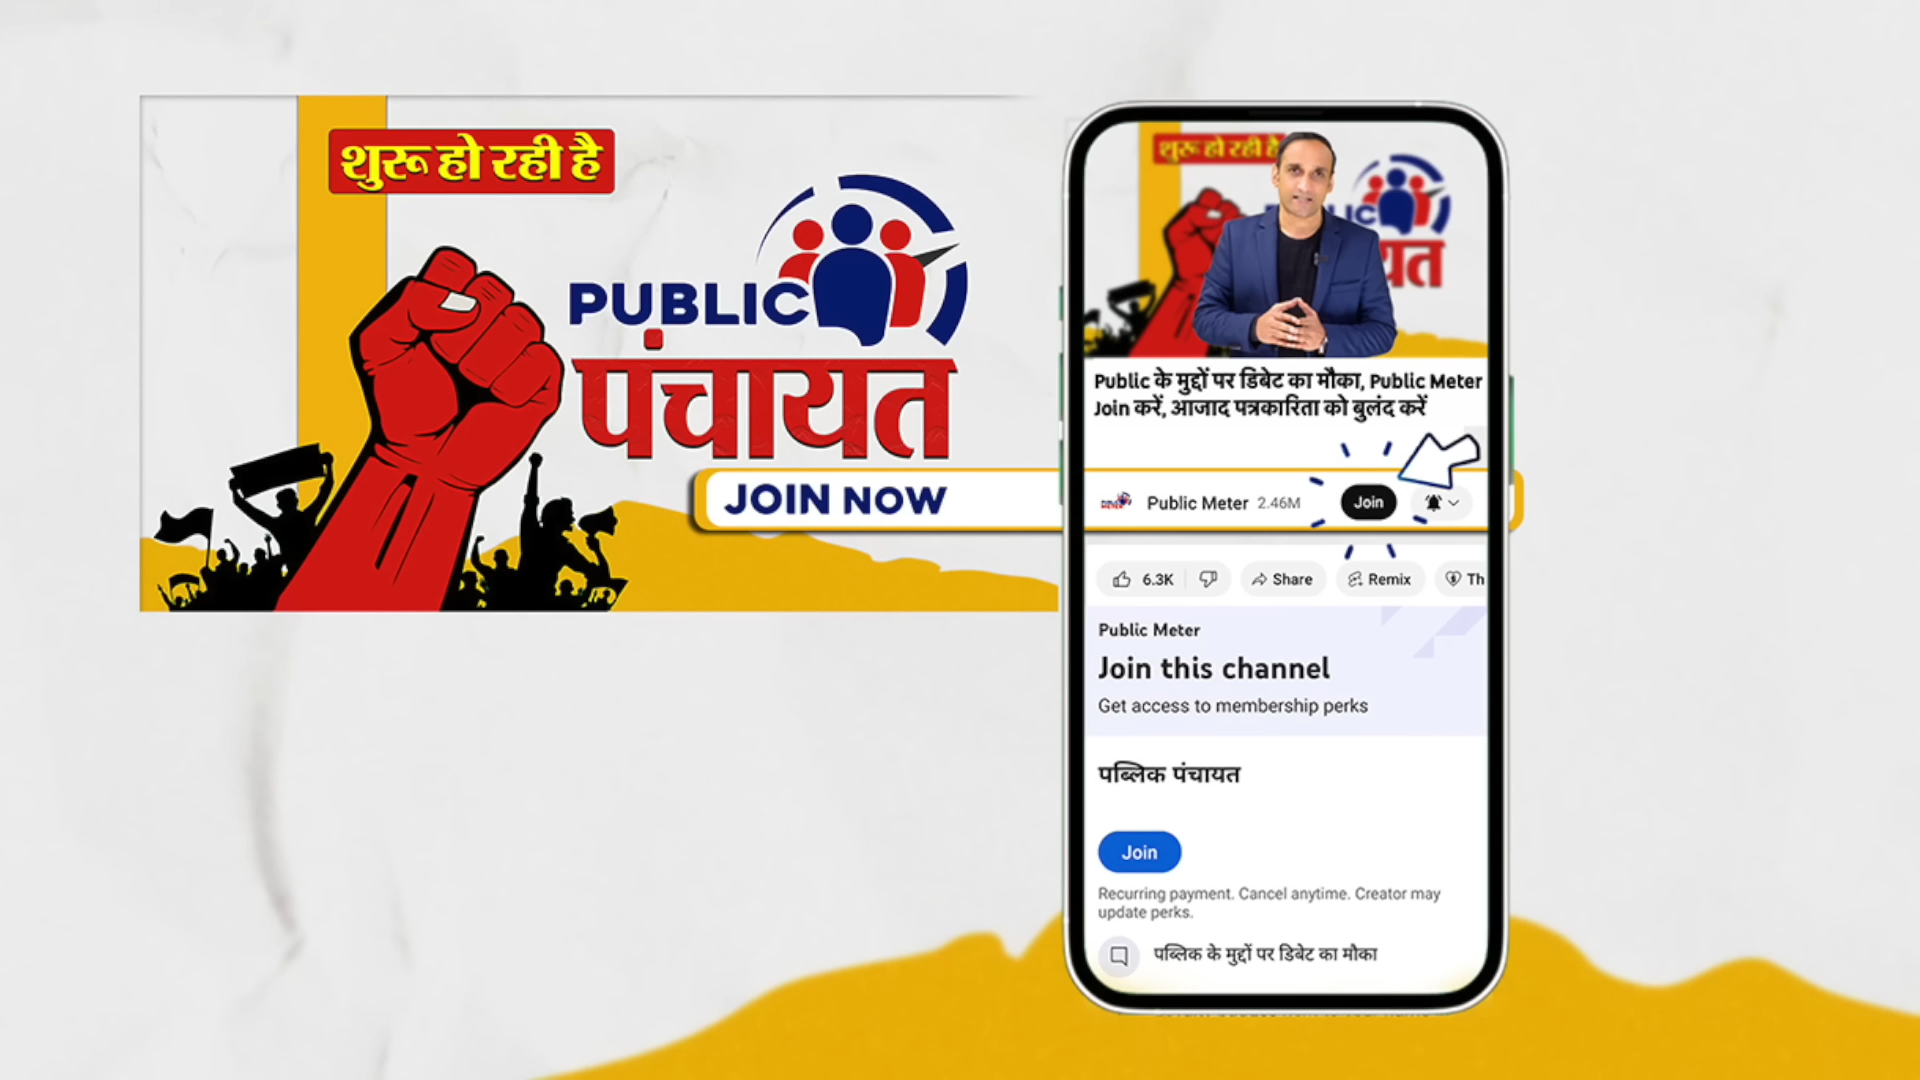 शुरू हो रही है
PUBLIC
पंचायत
JOIN NOW
शुरू हो रही है
यत
Public के मुद्दों पर डिबेट का मौका, Public Meter
Join करें, आजाद पत्रकारिता को बुलंद करें
Public Meter 2.46M Join
6.3K Share Remix Th
Public Meter
Join this channel
Get access to membership perks
पब्लिक पंचायत
Join
Recurring payment. Cancel anytime. Creator may
update perks.
पब्लिक के मुद्दों पर डिबेट का मौका